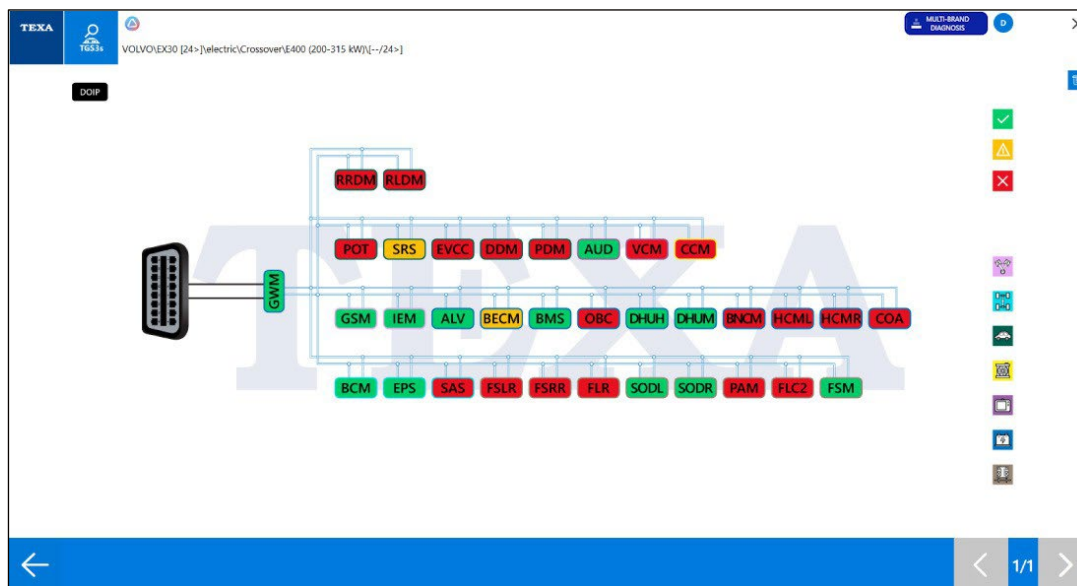 TEXA
TGS3s
VOLVO\EX30 [24>]\electric\Crossover\E400 (200-315 kW)\[--/24>]
MULTI-BRAND
DIAGNOSIS
D
DOIP
RRDM RLDM
POT SRS EVCC DDM PDM AUD VCM CCM
GWM
GSM IEM ALV BECM BMS OBC DHUH DHUM BNCM HCML HCMR COA
BCM EPS SAS FSLR FSRR FLR SODL SODR PAM FLC2 FSM
TEXA
1/1